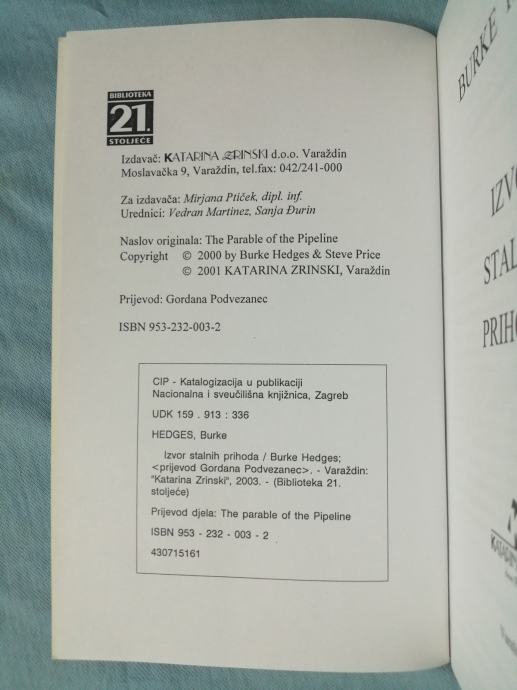 BIBLIOTEKA
21.
STOLJEĆE
Izdavač: KATARINA ZRINSKI d.o.o. Varaždin
Moslavačka 9, Varaždin, tel.fax: 042/241-000
Za izdavača: Mirjana Ptiček, dipl. inf.
Urednici: Vedran Martinez, Sanja Đurin
Naslov originala: The Parable of the Pipeline
Copyright © 2000 by Burke Hedges & Steve Price
© 2001 KATARINA ZRINSKI, Varaždin
Prijevod: Gordana Podvezanec
ISBN 953-232-003-2
CIP - Katalogizacija u publikaciji
Nacionalna i sveučilišna knjižnica, Zagreb
UDK 159 . 913 : 336
HEDGES, Burke
Izvor stalnih prihoda / Burke Hedges;
<prijevod Gordana Podvezanec>. - Varaždin:
"Katarina Zrinski", 2003. - (Biblioteka 21.
stoljeće)
Prijevod djela: The parable of the Pipeline
ISBN 953 - 232 - 003 - 2
430715161
BURKE
IZVO
STAL
PRIHO